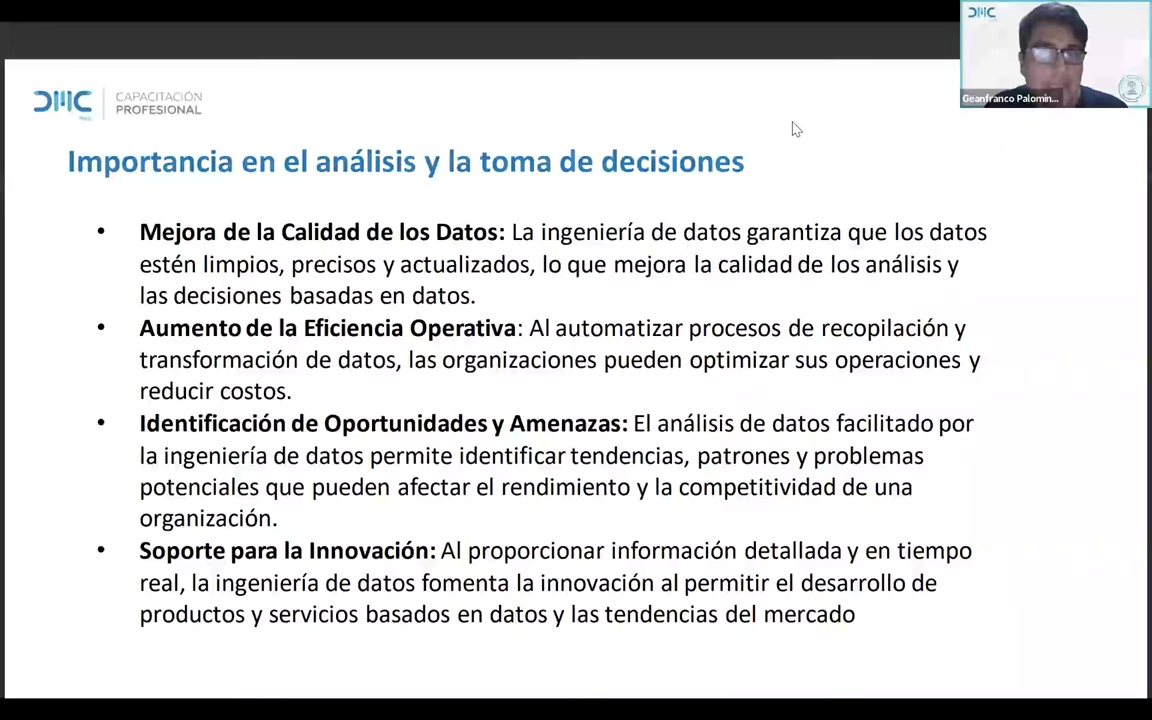 DMC
Geanfranco Palomin...
DMC
CAPACITACIÓN
PROFESIONAL
Importancia en el análisis y la toma de decisiones
• Mejora de la Calidad de los Datos: La ingeniería de datos garantiza que los datos
estén limpios, precisos y actualizados, lo que mejora la calidad de los análisis y
las decisiones basadas en datos.
• Aumento de la Eficiencia Operativa: Al automatizar procesos de recopilación y
transformación de datos, las organizaciones pueden optimizar sus operaciones y
reducir costos.
• Identificación de Oportunidades y Amenazas: El análisis de datos facilitado por
la ingeniería de datos permite identificar tendencias, patrones y problemas
potenciales que pueden afectar el rendimiento y la competitividad de una
organización.
• Soporte para la Innovación: Al proporcionar información detallada y en tiempo
real, la ingeniería de datos fomenta la innovación al permitir el desarrollo de
productos y servicios basados en datos y las tendencias del mercado